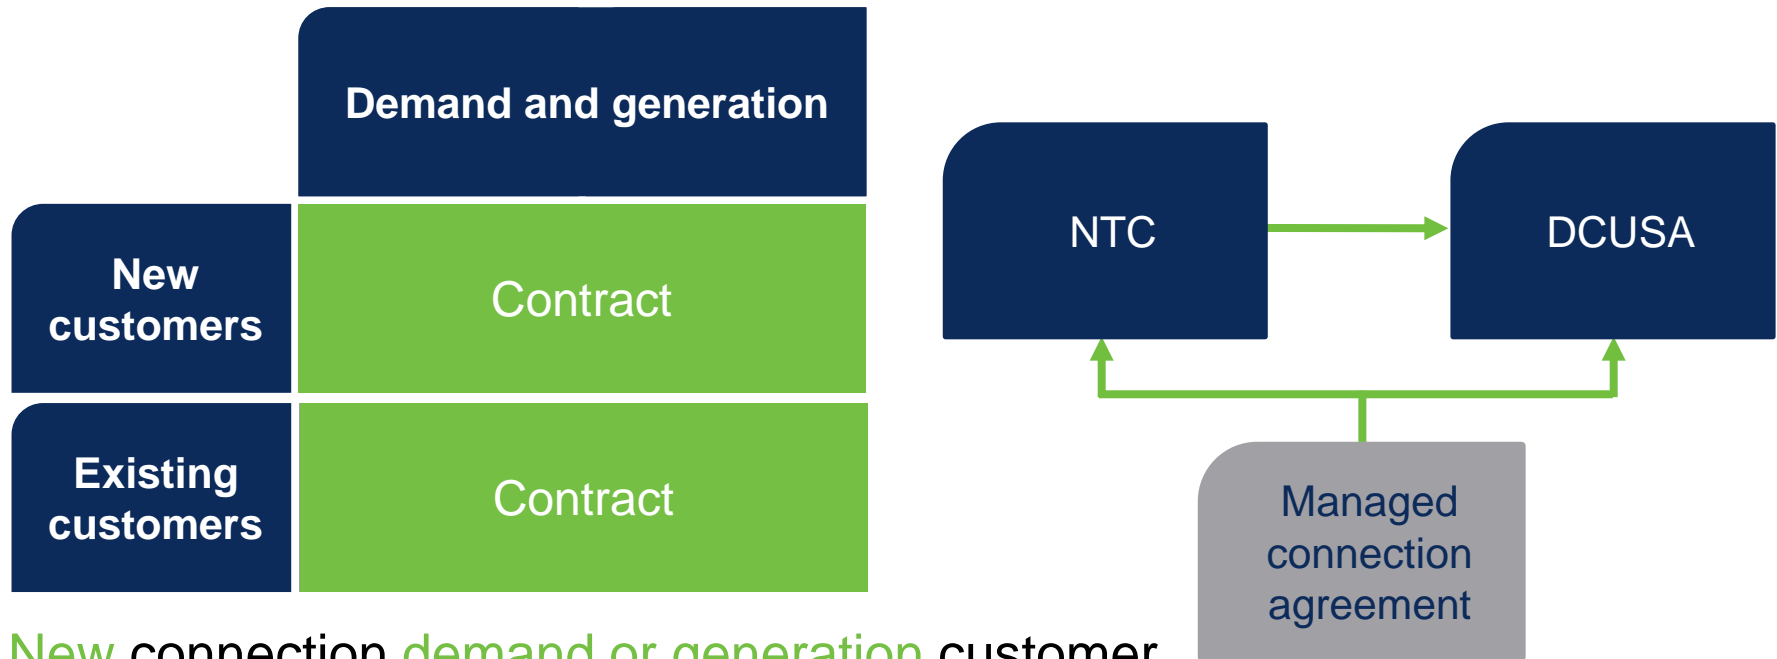 Demand and generation
New
customers
Contract
Existing
customers
Contract
NTC
DCUSA
Managed
connection
agreement
New connection demand or generation customer